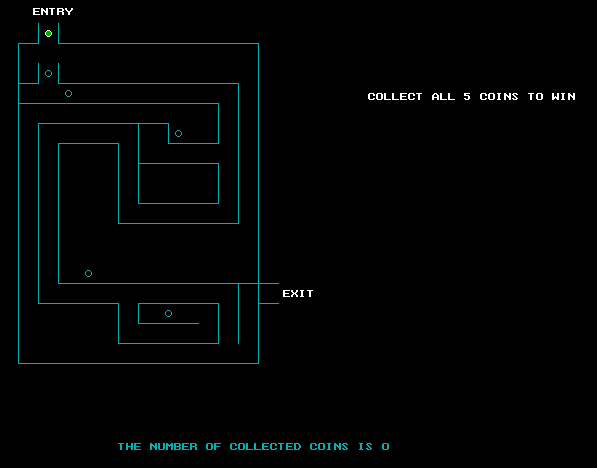 ENTRY
COLLECT ALL 5 COINS TO WIN
EXIT
THE NUMBER OF COLLECTED COINS IS 0